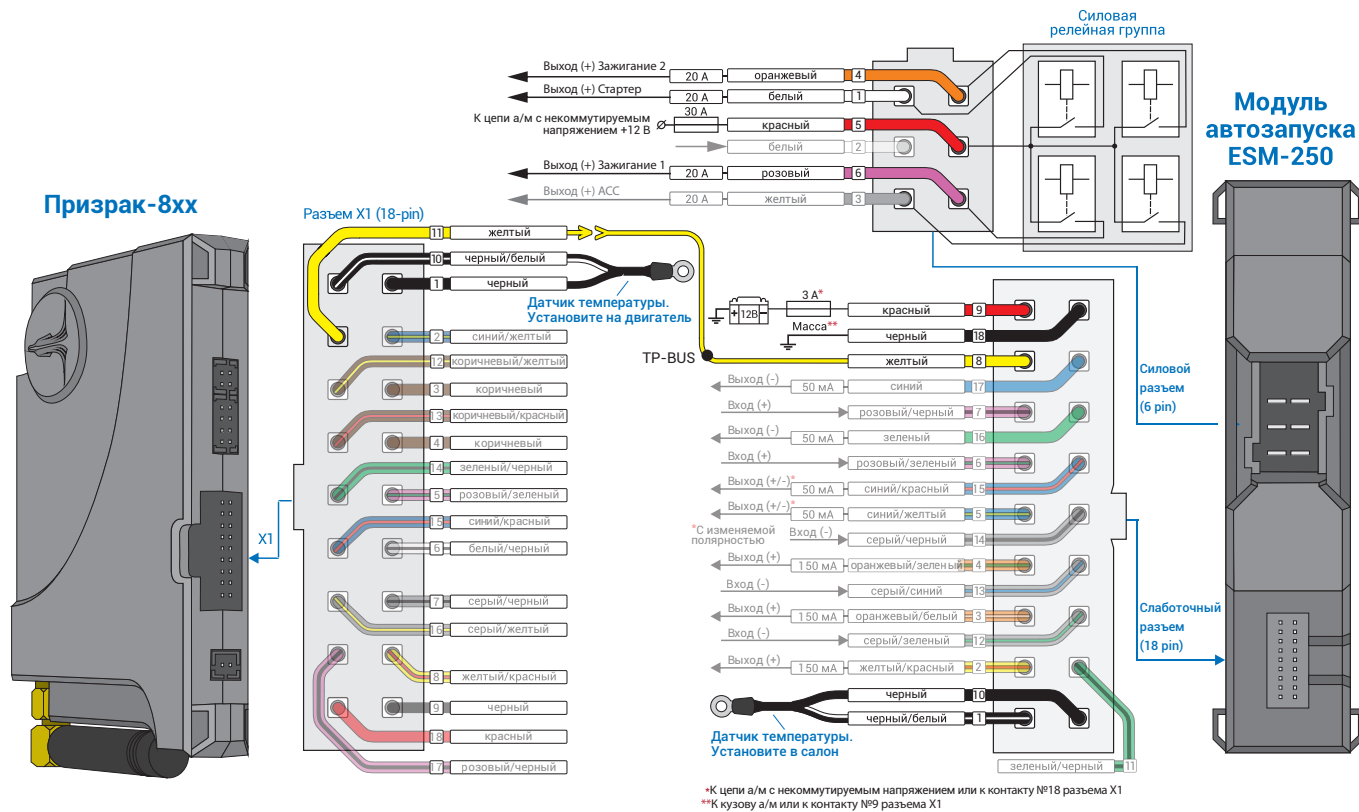 Силовая
релейная группа
Выход (+) Зажигание 2
20 А
оранжевый
4
Выход (+) Стартер
20 А
белый
1
К цепи а/м с некоммутируемым
напряжением +12 В
30 А
красный
5
белый
2
Выход (+) Зажигание 1
20 А
розовый
6
Выход (+) АСС
20 А
желтый
3
Модуль
автозапуска
ESM-250
Призрак-8xx
Разъем X1 (18-pin)
11
желтый
10
черный/белый
1
черный
Датчик температуры.
Установите на двигатель
2
синий/желтый
12
коричневый/желтый
3
коричневый
13
коричневый/красный
4
коричневый
14
зеленый/черный
5
розовый/зеленый
15
синий/красный
6
белый/черный
7
серый/черный
16
серый/желтый
8
желтый/красный
9
черный
18
красный
17
розовый/черный
X1
TP-BUS
12В
3 А*
красный
9
Масса**
черный
18
желтый
8
Выход (-)
50 мА
синий
17
Вход (+)
розовый/черный
7
Выход (-)
50 мА
зеленый
16
Вход (+)
розовый/зеленый
6
Выход (+/-)*
50 мА
синий/красный
15
Выход (+/-)*
50 мА
синий/желтый
5
*С изменяемой
полярностью
Вход (-)
серый/черный
14
Выход (+)
150 мА
оранжевый/зеленый
4
Вход (-)
серый/синий
13
Выход (+)
150 мА
оранжевый/белый
3
Вход (-)
серый/зеленый
12
Выход (+)
150 мА
желтый/красный
2
черный
10
черный/белый
1
Датчик температуры.
Установите в салон
зеленый/черный
11
Силовой
разъем
(6 pin)
Слаботочный
разъем
(18 pin)
*К цепи а/м с некоммутируемым напряжением или к контакту №18 разъема X1
**К кузову а/м или к контакту №9 разъема X1